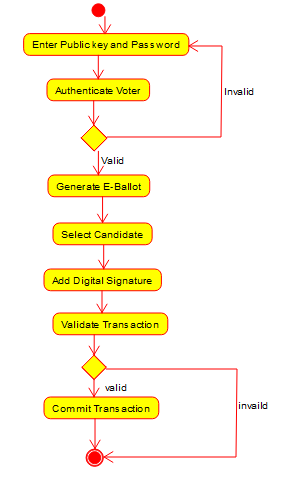 Enter Public key and Password
Authenticate Voter
Invalid
Valid
Generate E-Ballot
Select Candidate
Add Digital Signature
Validate Transaction
valid
invaild
Commit Transaction